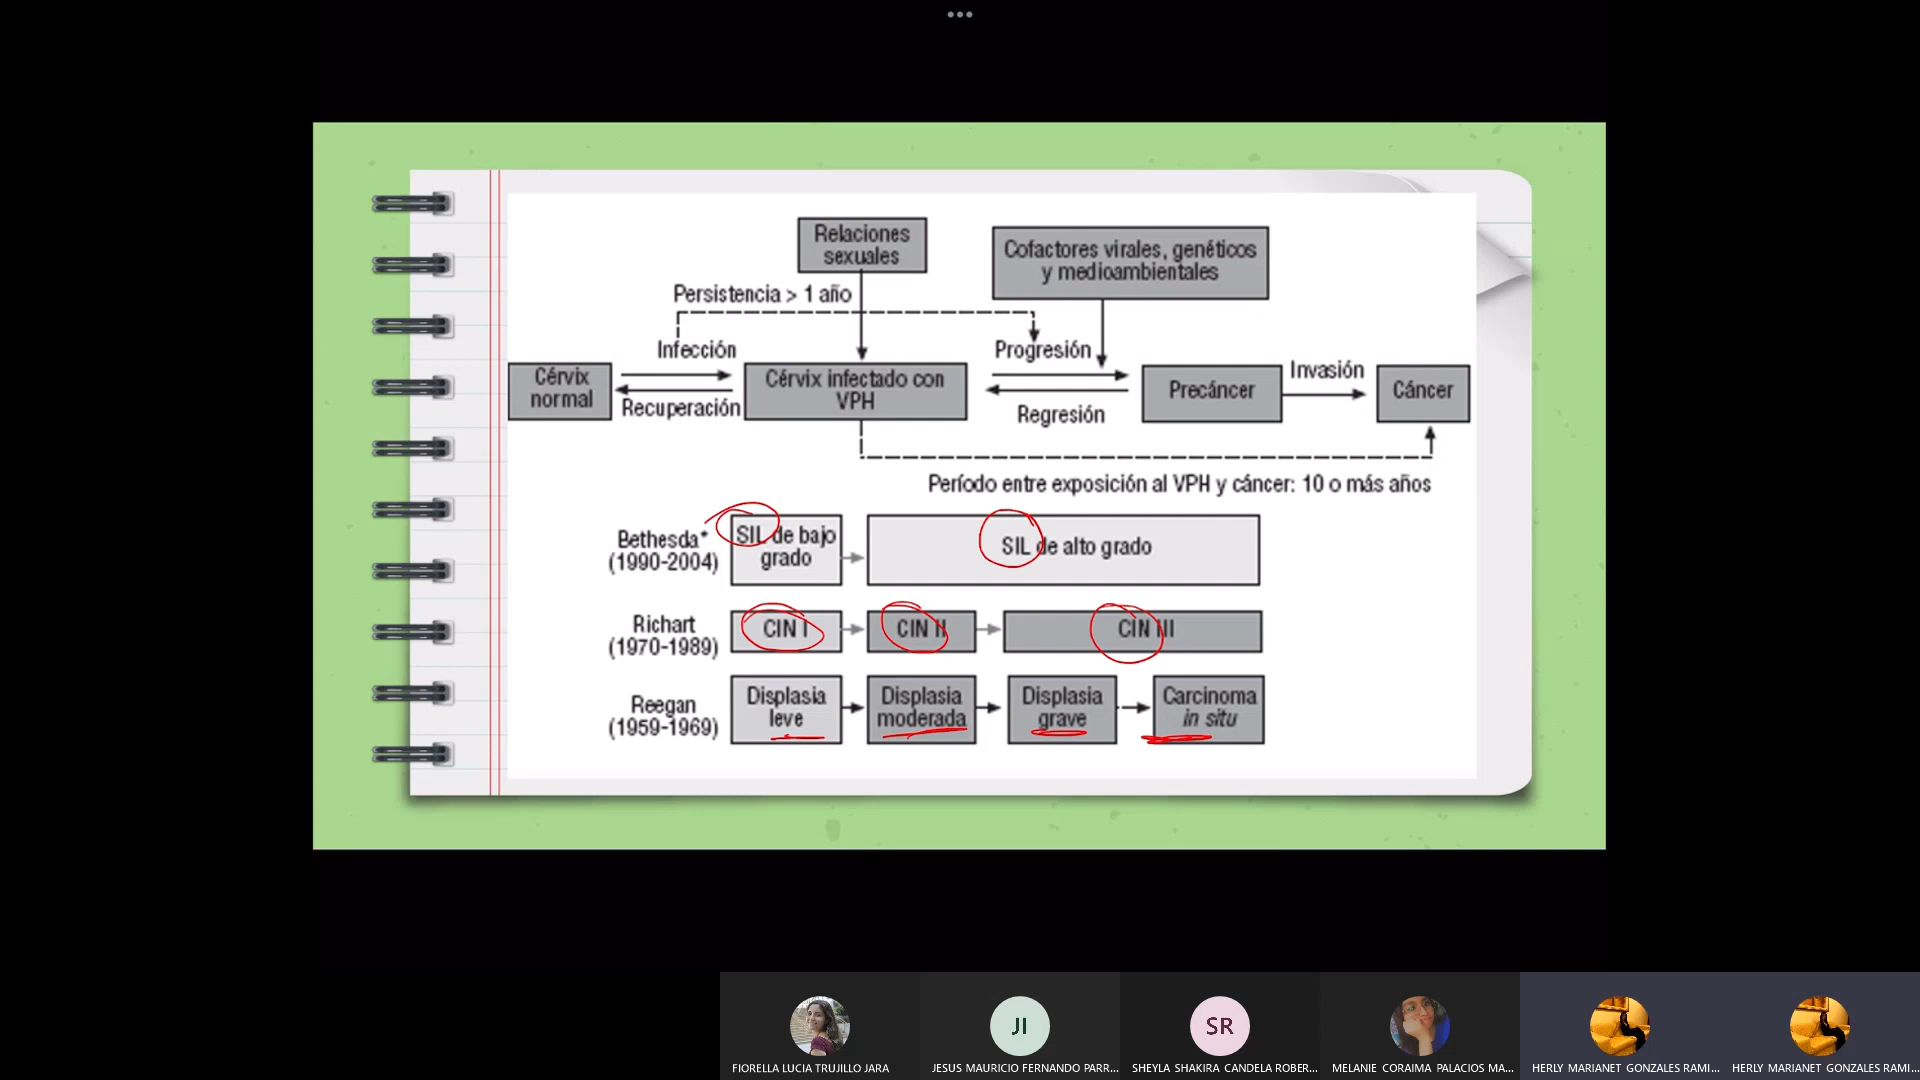 Relaciones
sexuales
Cofactores virales, genéticos
y medioambientales
Persistencia > 1 año
Infección
Progresión
Cérvix
normal
Recuperación
Cérvix infectado con
VPH
Regresión
Precáncer
Invasión
Cáncer
Período entre exposición al VPH y cáncer: 10 o más años
Bethesda*
(1990-2004)
SIL de bajo
grado
SIL de alto grado
Richart
(1970-1989)
CIN I
CIN II
CIN III
Reegan
(1959-1969)
Displasia
leve
Displasia
moderada
Displasia
grave
Carcinoma
in situ
JI
SR
FIORELLA LUCIA TRUJILLO JARA
JESUS MAURICIO FERNANDO PARR...
SHEYLA SHAKIRA CANDELA ROBER...
MELANIE CORAIMA PALACIOS MA...
HERLY MARIANET GONZALES RAMI...
HERLY MARIANET GONZALES RAMI...